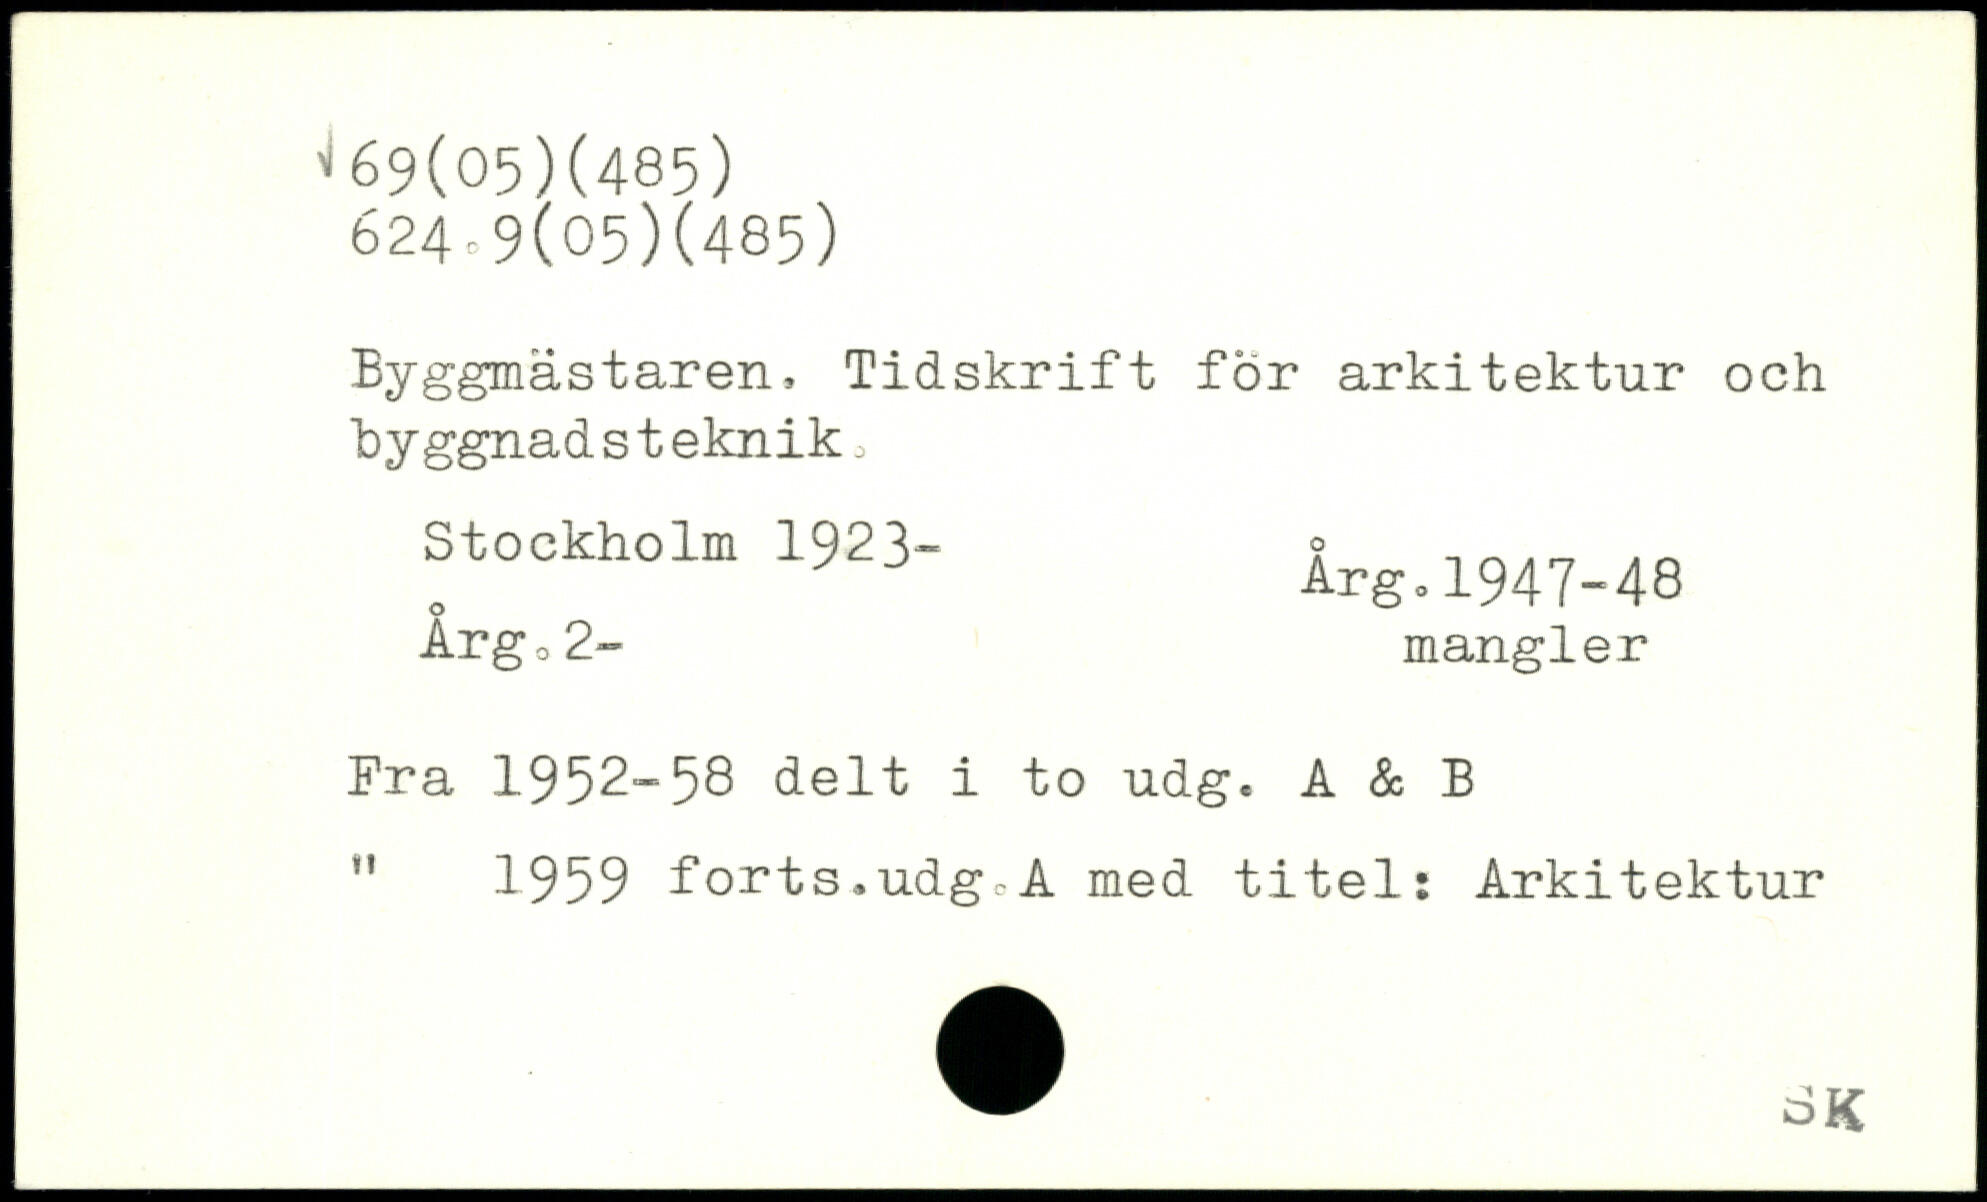 69(05)(485)
624.9(05)(485)
Byggmästaren. Tidskrift för arkitektur och
byggnadsteknik.
Stockholm 1923-
Årg.1947-48
Årg.2-
mangler
Fra 1952-58 delt i to udg. A & B
" 1959 forts.udg.A med titel: Arkitektur
SK